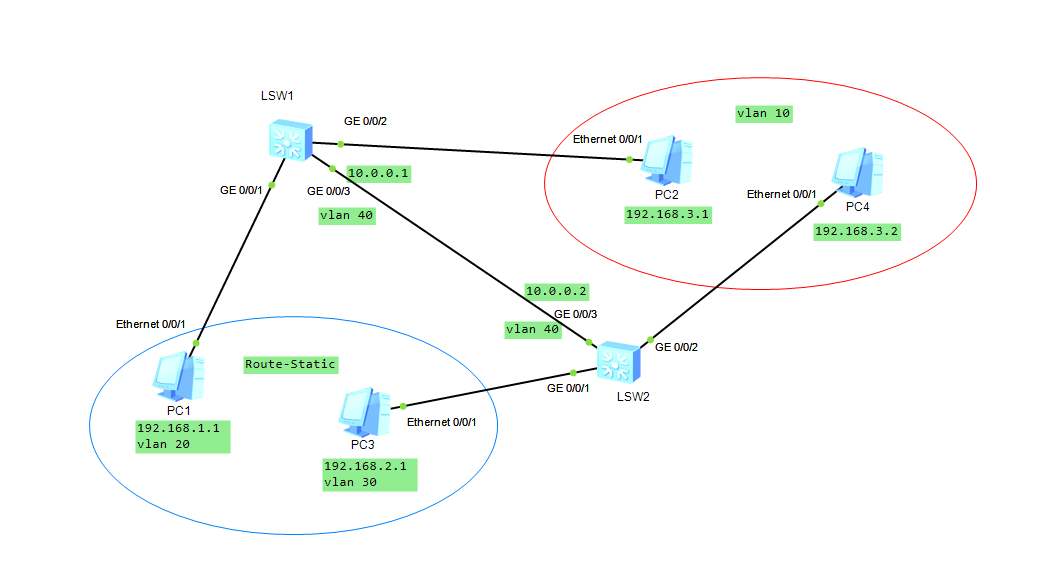 LSW1
GE 0/0/2
vlan 10
Ethernet 0/0/1
10.0.0.1
GE 0/0/1
GE 0/0/3
Ethernet 0/0/1
PC2
PC4
vlan 40
192.168.3.1
192.168.3.2
10.0.0.2
GE 0/0/3
Ethernet 0/0/1
vlan 40
GE 0/0/2
Route-Static
GE 0/0/1
LSW2
PC1
Ethernet 0/0/1
192.168.1.1
vlan 20
PC3
192.168.2.1
vlan 30